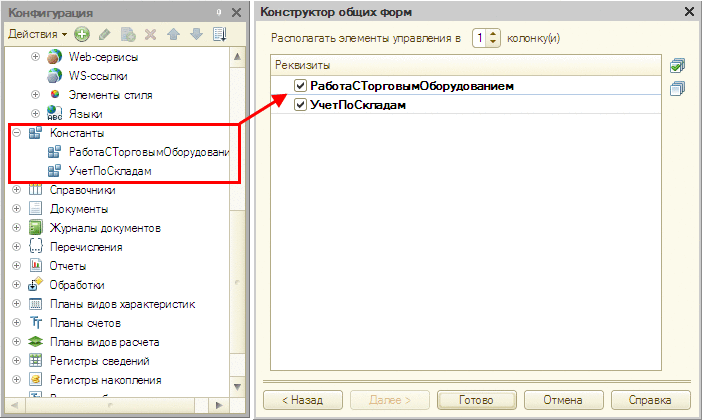 Конфигурация
Действия
Web-сервисы
WS-ссылки
Элементы стиля
Языки
Константы
РаботаСТорговымОборудовани
УчетПоСкладам
Справочники
Документы
Журналы документов
Перечисления
Отчеты
Обработки
Планы видов характеристик
Планы счетов
Планы видов расчета
Регистры сведений
Регистры накопления
Конструктор общих форм
Располагать элементы управления в 1 колонку(и)
Реквизиты
РаботаСТорговымОборудованием
УчетПоСкладам
< Назад
Далее >
Готово
Отмена
Справка